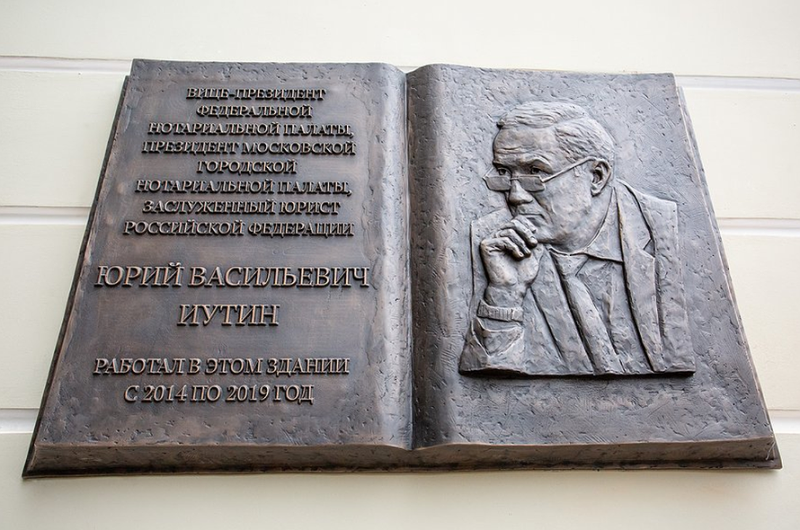 ВИЦЕ-ПРЕЗИДЕНТ
ФЕДЕРАЛЬНОЙ
НОТАРИАЛЬНОЙ ПАЛАТЫ,
ПРЕЗИДЕНТ МОСКОВСКОЙ
ГОРОДСКОЙ
НОТАРИАЛЬНОЙ ПАЛАТЫ,
ЗАСЛУЖЕННЫЙ ЮРИСТ
РОССИЙСКОЙ ФЕДЕРАЦИИ
ЮРИЙ ВАСИЛЬЕВИЧ
ИУТИН
РАБОТАЛ В ЭТОМ ЗДАНИИ
С 2014 ПО 2019 ГОД